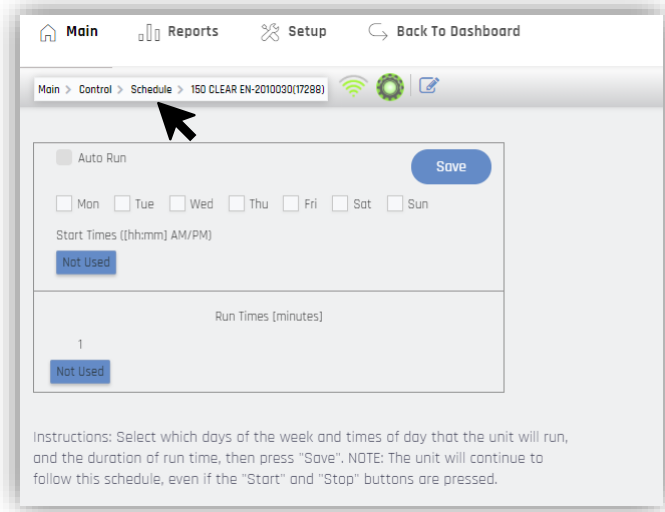 Main Reports Setup Back To Dashboard
Main > Control > Schedule > 150 CLEAR EN-2010030(17288)
Auto Run
Save
Mon Tue Wed Thu Fri Sat Sun
Start Times ([hh:mm] AM/PM)
Not Used
Run Times [minutes]
1
Not Used
Instructions: Select which days of the week and times of day that the unit will run,
and the duration of run time, then press "Save". NOTE: The unit will continue to
follow this schedule, even if the "Start" and "Stop" buttons are pressed.